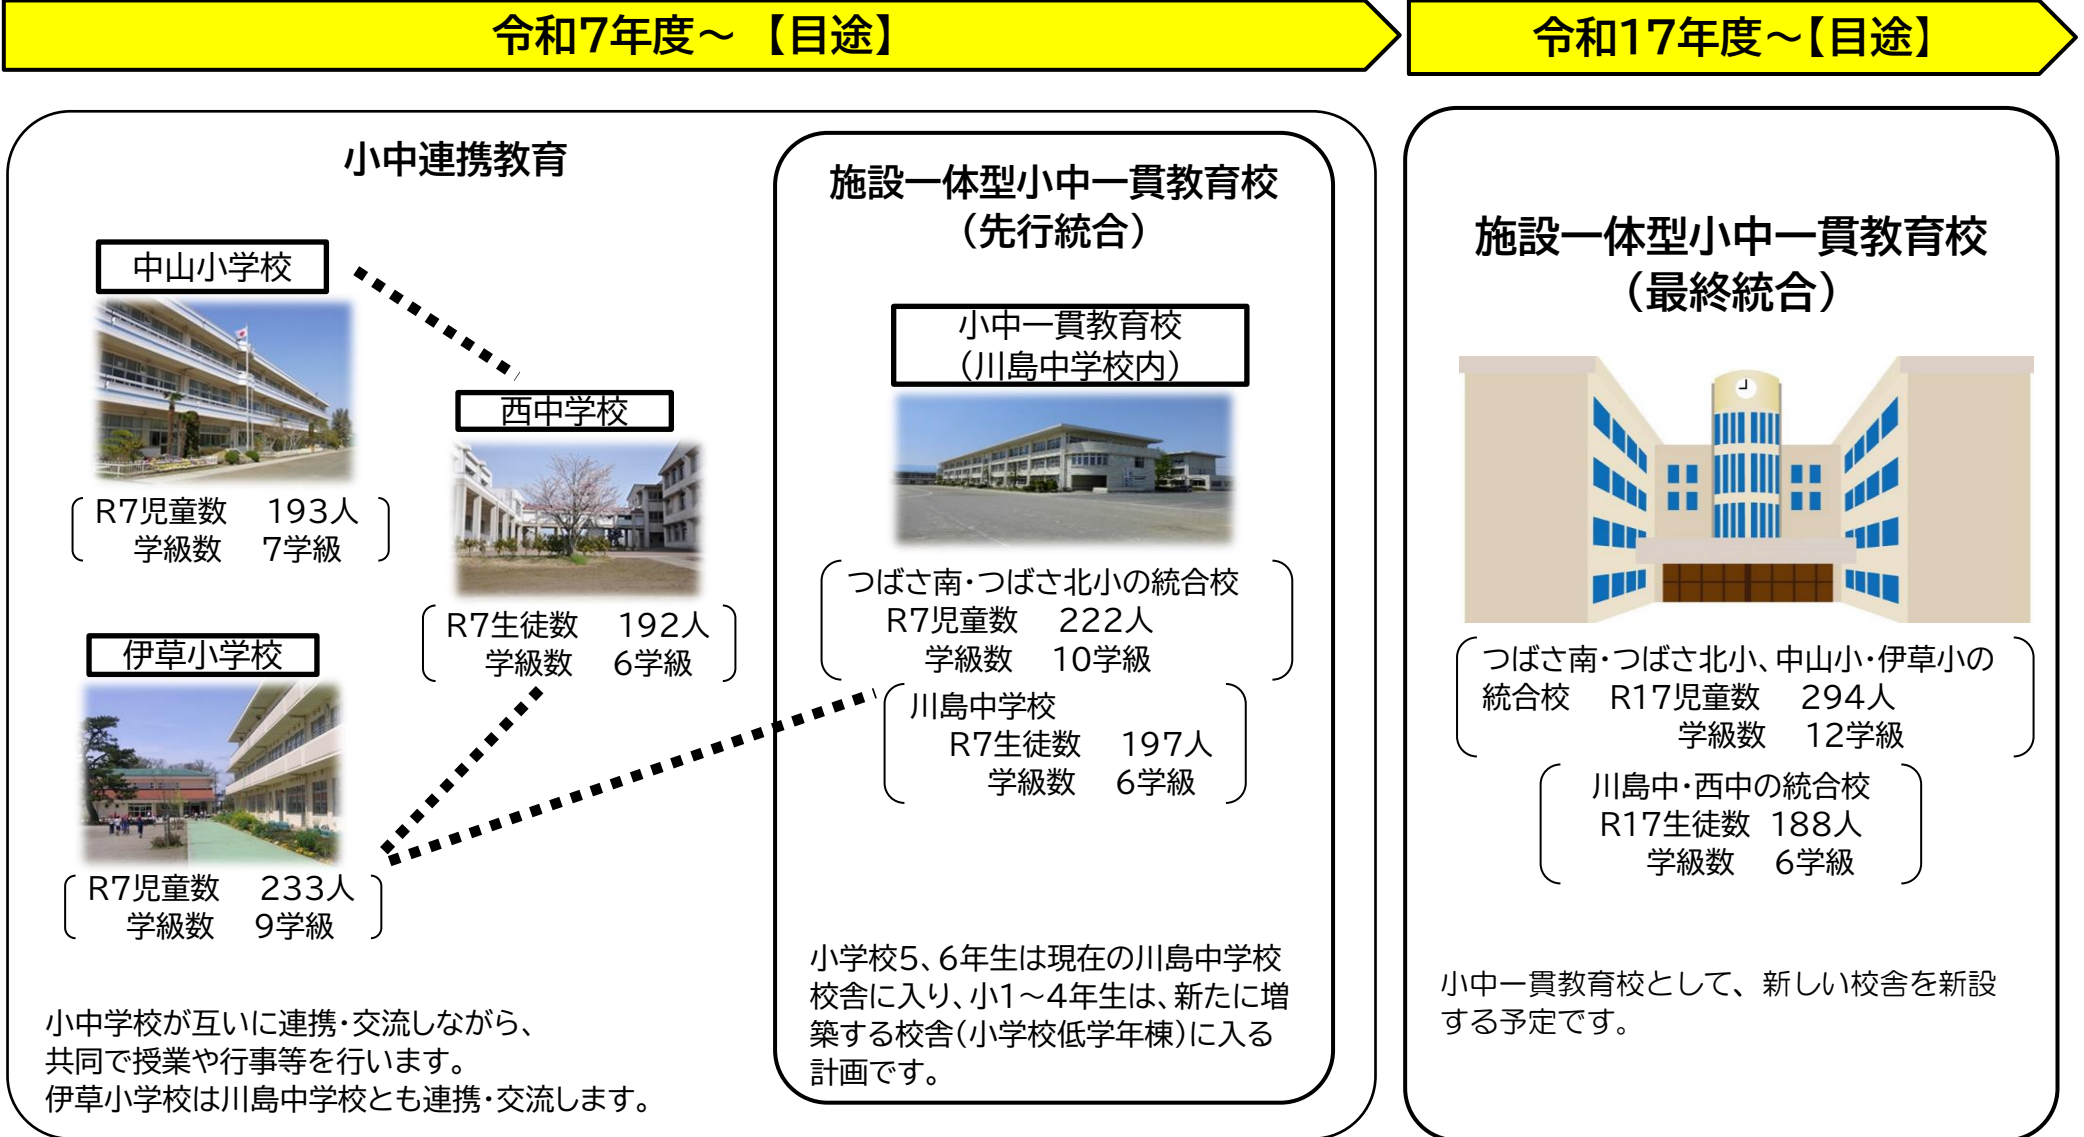 令和7年度～【目途】
令和17年度～【目途】
小中連携教育
中山小学校
R7児童数 193人
学級数 7学級
西中学校
R7生徒数 192人
学級数 6学級
伊草小学校
R7児童数 233人
学級数 9学級
小中学校が互いに連携・交流しながら、
共同で授業や行事等を行います。
伊草小学校は川島中学校とも連携・交流します。
施設一体型小中一貫教育校
（先行統合）
小中一貫教育校
（川島中学校内）
つばさ南・つばさ北小の統合校
R7児童数 222人
学級数 10学級
川島中学校
R7生徒数 197人
学級数 6学級
小学校5、6年生は現在の川島中学校
校舎に入り、小1～4年生は、新たに増
築する校舎（小学校低学年棟）に入る
計画です。
施設一体型小中一貫教育校
（最終統合）
つばさ南・つばさ北小、中山小・伊草小の
統合校 R17児童数 294人
学級数 12学級
川島中・西中の統合校
R17生徒数 188人
学級数 6学級
小中一貫教育校として、新しい校舎を新設
する予定です。